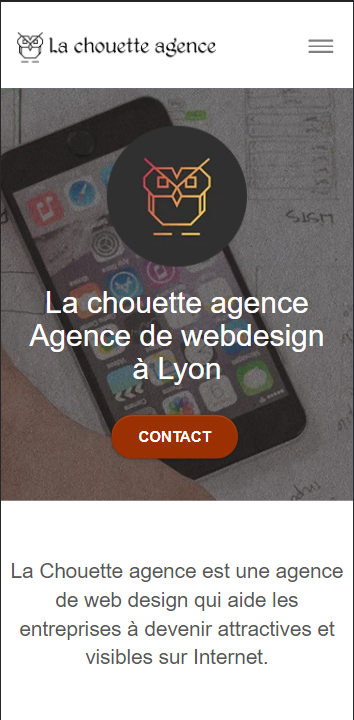 La chouette agence
La chouette agence
Agence de webdesign
à Lyon
CONTACT
La Chouette agence est une agence
de web design qui aide les
entreprises à devenir attractives et
visibles sur Internet.